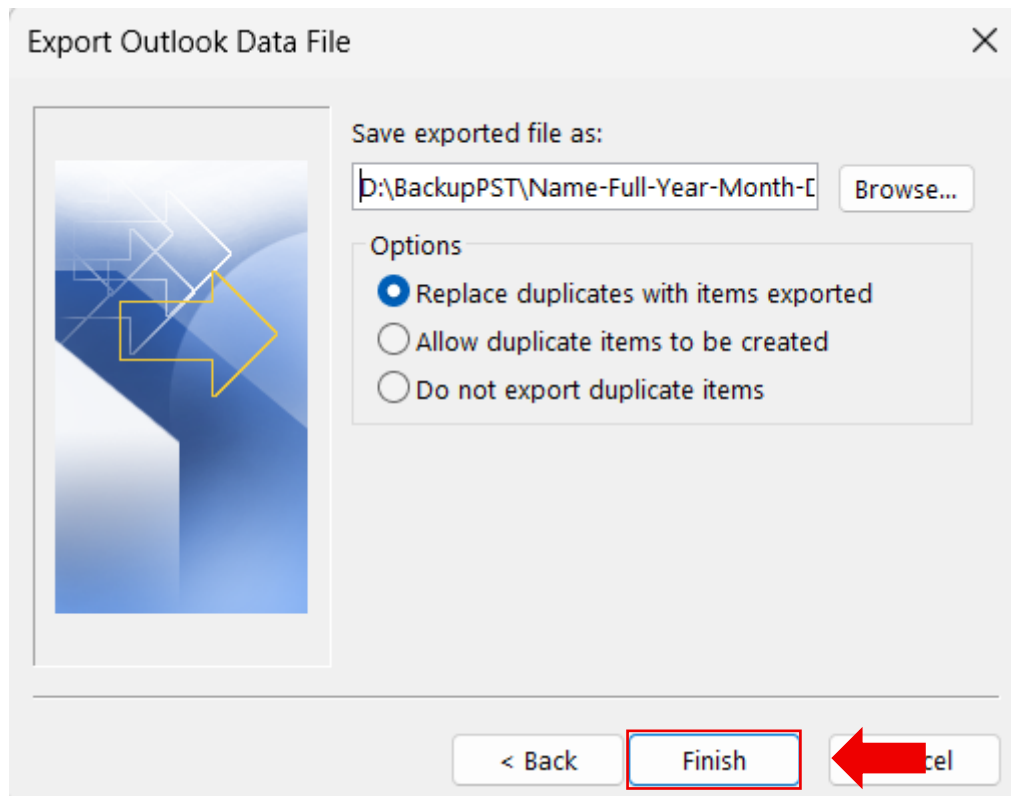 Export Outlook Data File
Save exported file as:
D:\BackupPST\Name-Full-Year-Month-
Browse...
Options
Replace duplicates with items exported
Allow duplicate items to be created
Do not export duplicate items
< Back
Finish
cel